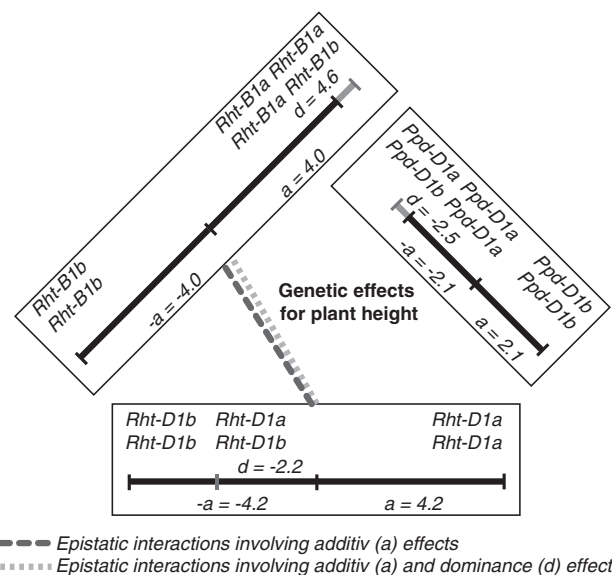 Rht-B1a Rht-B1a
Rht-B1a Rht-B1b
d = 4.6
a = 4.0
-a = -4.0
Rht-B1b
Rht-B1b
Ppd-D1a Ppd-D1a
Ppd-D1b Ppd-D1a
d = -2.5
-a = -2.1
a = 2.1
Ppd-D1b
Ppd-D1b
Genetic effects
for plant height
Rht-D1b Rht-D1a Rht-D1a
Rht-D1b Rht-D1b Rht-D1a
d = -2.2
-a = -4.2 a = 4.2
Epistatic interactions involving additiv (a) effects
Epistatic interactions involving additiv (a) and dominance (d) effect